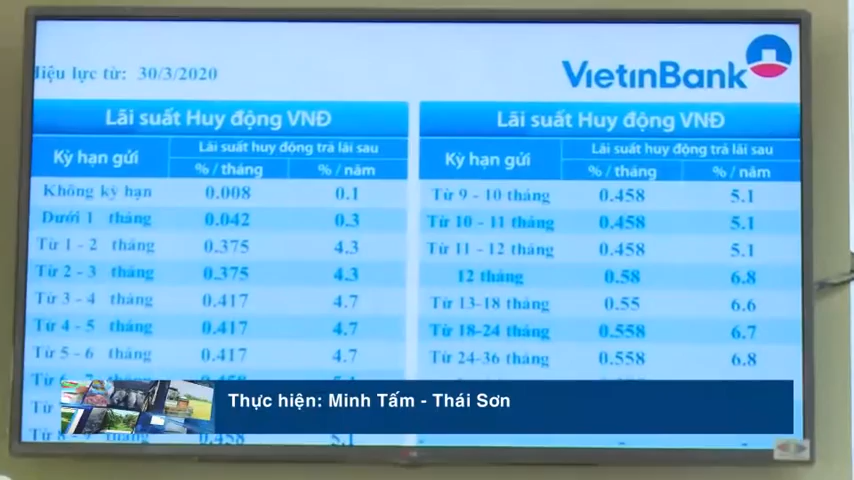 Hiệu lực từ: 30/3/2020
VietinBank
Lãi suất Huy động VNĐ
Kỳ hạn gửi
Lãi suất huy động trả lãi sau
% / tháng % / năm
Không kỳ hạn 0.008 0.1
Dưới 1 tháng 0.042 0.3
Từ 1 - 2 tháng 0.375 4.3
Từ 2 - 3 tháng 0.375 4.3
Từ 3 - 4 tháng 0.417 4.7
Từ 4 - 5 tháng 0.417 4.7
Từ 5 - 6 tháng 0.417 4.7
Từ
Từ
Từ 8 - 9 tháng 0.458 5.1
Lãi suất Huy động VNĐ
Kỳ hạn gửi
Lãi suất huy động trả lãi sau
% / tháng % / năm
Từ 9 - 10 tháng 0.458 5.1
Từ 10 - 11 tháng 0.458 5.1
Từ 11 - 12 tháng 0.458 5.1
12 tháng 0.58 6.8
Từ 13-18 tháng 0.55 6.6
Từ 18-24 tháng 0.558 6.7
Từ 24-36 tháng 0.558 6.8
Thực hiện: Minh Tấm - Thái Sơn